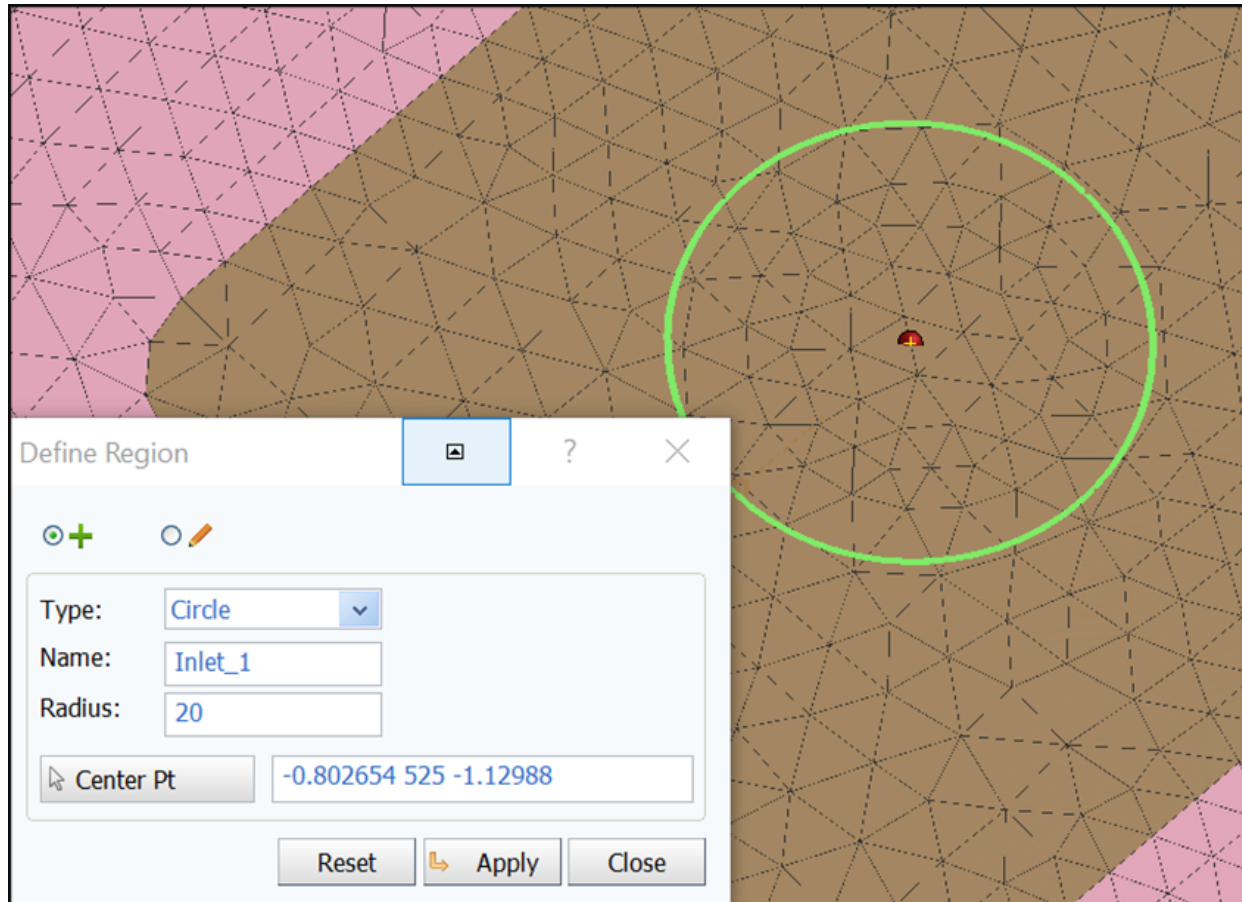 Define Region ?
Type: Circle
Name: Inlet_1
Radius: 20
Center Pt -0.802654 525 -1.12988
Reset Apply Close